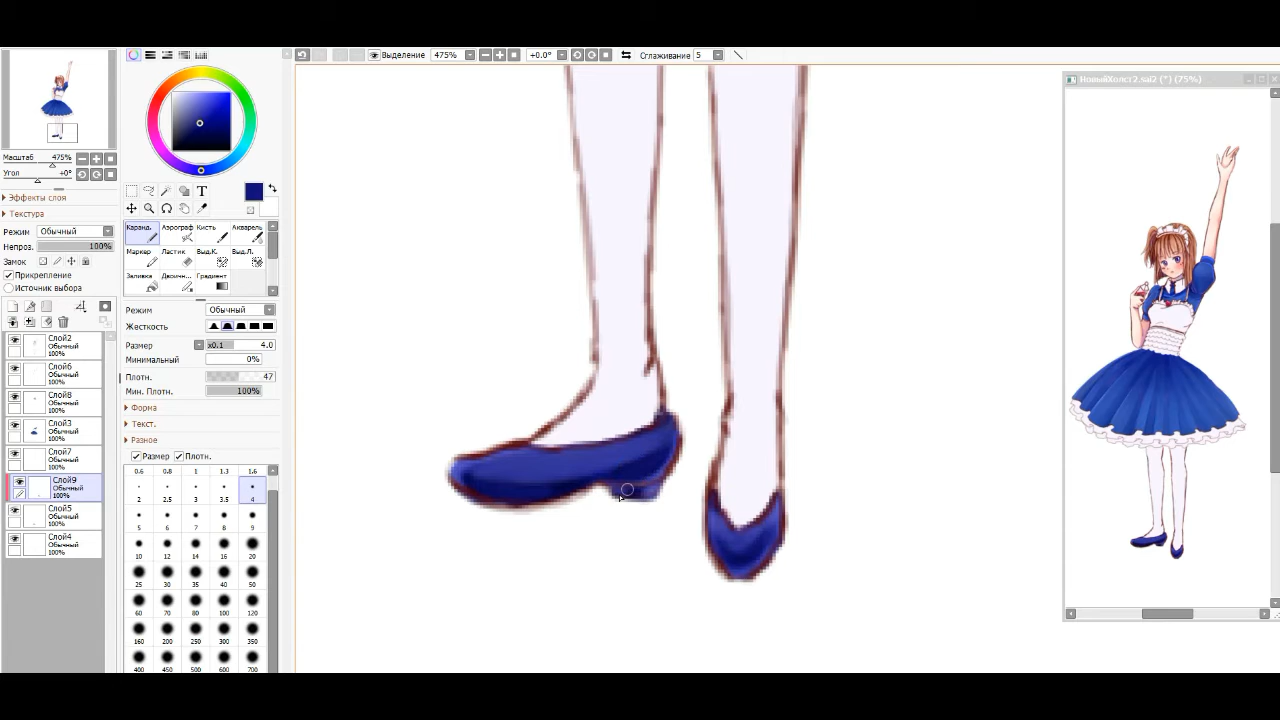 Выделение 475% +0.0° Сглаживание 5
НовыйХолст2.sai2 (*) (75%)
Масштаб 475%
Угол +0°
Эффекты слоя
Текстура
Режим Обычный
Непроз. 100%
Замок
Прикрепление
Источник выбора
Слой2
Обычный
100%
Слой6
Обычный
100%
Слой8
Обычный
100%
Слой3
Обычный
100%
Слой7
Обычный
100%
Слой9
Обычный
100%
Слой5
Обычный
100%
Слой4
Обычный
100%
T
Каранд. Аэрограф Кисть Акварель
Маркер Ластик Выд.К. Выд.Л.
Заливка Двоичн... Градиент
Режим Обычный
Жесткость
Размер x0.1 4.0
Минимальный 0%
Плотн. 47
Мин. Плотн. 100%
Форма
Текст.
Разное
Размер Плотн.
0.6 0.8 1 1.3 1.6
2 2.5 3 3.5 4
5 6 7 8 9
10 12 14 16 20
25 30 35 40 50
60 70 80 100 120
160 200 250 300 350
400 450 500 600 700